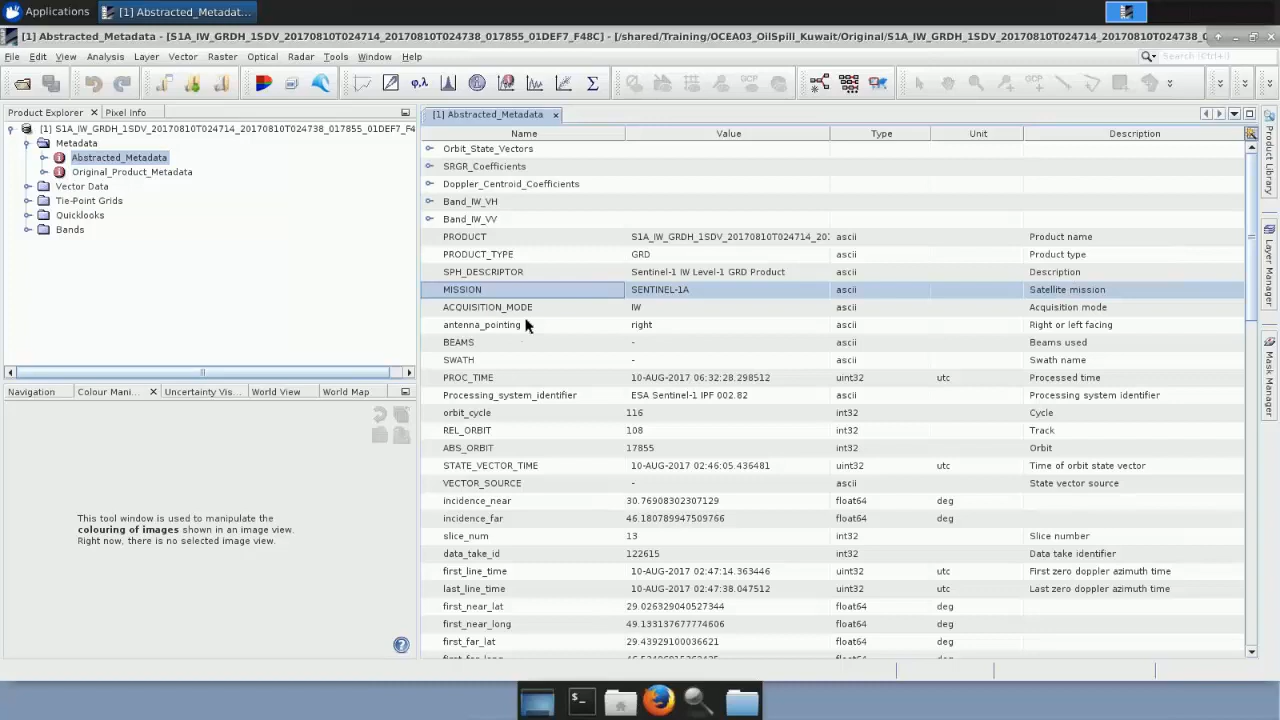 Applications [1] Abstracted_Metadat...
[1] Abstracted_Metadata - [S1A_IW_GRDH_1SDV_20170810T024714_20170810T024738_017855_01DEF7_F48C] - [/shared/Training/OCEA03_OilSpill_Kuwait/Original/S1A_IW_GRDH_1SDV_20170810T024714_20170810T024738_017855_0
File Edit View Analysis Layer Vector Raster Optical Radar Tools Window Help
Search (Ctrl+I)
Product Explorer Pixel Info
[1] S1A_IW_GRDH_1SDV_20170810T024714_20170810T024738_017855_01DEF7_F4
Metadata
Abstracted_Metadata
Original_Product_Metadata
Vector Data
Tie-Point Grids
Quicklooks
Bands
Navigation Colour Mani... Uncertainty Vis... World View World Map
This tool window is used to manipulate the
colouring of images shown in an image view.
Right now, there is no selected image view.
[1] Abstracted_Metadata
Name Value Type Unit Description
Orbit_State_Vectors
SRGR_Coefficients
Doppler_Centroid_Coefficients
Band_IW_VH
Band_IW_VV
PRODUCT S1A_IW_GRDH_1SDV_20170810T024714_201 ascii Product name
PRODUCT_TYPE GRD ascii Product type
SPH_DESCRIPTOR Sentinel-1 IW Level-1 GRD Product ascii Description
MISSION SENTINEL-1A ascii Satellite mission
ACQUISITION_MODE IW ascii Acquisition mode
antenna_pointing right ascii Right or left facing
BEAMS - ascii Beams used
SWATH - ascii Swath name
PROC_TIME 10-AUG-2017 06:32:28.298512 uint32 utc Processed time
Processing_system_identifier ESA Sentinel-1 IPF 002.82 ascii Processing system identifier
orbit_cycle 116 int32 Cycle
REL_ORBIT 108 int32 Track
ABS_ORBIT 17855 int32 Orbit
STATE_VECTOR_TIME 10-AUG-2017 02:46:05.436481 uint32 utc Time of orbit state vector
VECTOR_SOURCE - ascii State vector source
incidence_near 30.76908302307129 float64 deg
incidence_far 46.180789947509766 float64 deg
slice_num 13 int32 Slice number
data_take_id 122615 int32 Data take identifier
first_line_time 10-AUG-2017 02:47:14.363446 uint32 utc First zero doppler azimuth time
last_line_time 10-AUG-2017 02:47:38.047512 uint32 utc Last zero doppler azimuth time
first_near_lat 29.026329040527344 float64 deg
first_near_long 49.133137677774606 float64 deg
first_far_lat 29.43929100036621 float64 deg
Product Library
Layer Manager
Mask Manager